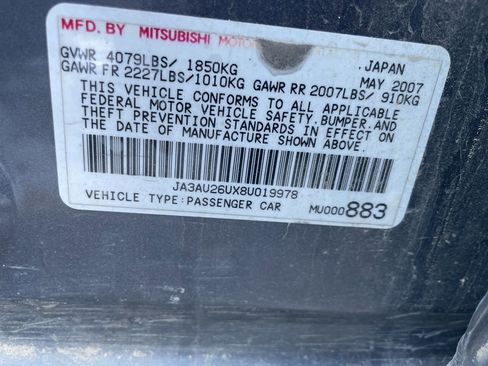 MFD. BY MITSUBISHI MOTOR
JAPAN
GVWR 4079LBS/ 1850KG MAY 2007
GAWR FR 2227LBS/1010KG GAWR RR 2007LBS/ 910KG
THIS VEHICLE CONFORMS TO ALL APPLICABLE
FEDERAL MOTOR VEHICLE SAFETY,BUMPER,AND
THEFT PREVENTION STANDARDS IN EFFECT ON
THE DATE OF MANUFACTURE SHOWN ABOVE.
JA3AU26UX8U019978
VEHICLE TYPE:PASSENGER CAR MU000883